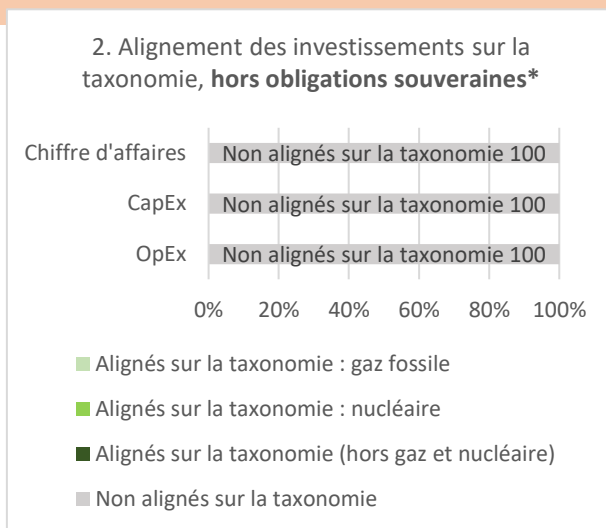 2. Alignement des investissements sur la
taxonomie, hors obligations souveraines*
Chiffre d'affaires
Non alignés sur la taxonomie 100
CapEx
Non alignés sur la taxonomie 100
OpEx
Non alignés sur la taxonomie 100
0% 20% 40% 60% 80% 100%
Alignés sur la taxonomie : gaz fossile
Alignés sur la taxonomie : nucléaire
Alignés sur la taxonomie (hors gaz et nucléaire)
Non alignés sur la taxonomie